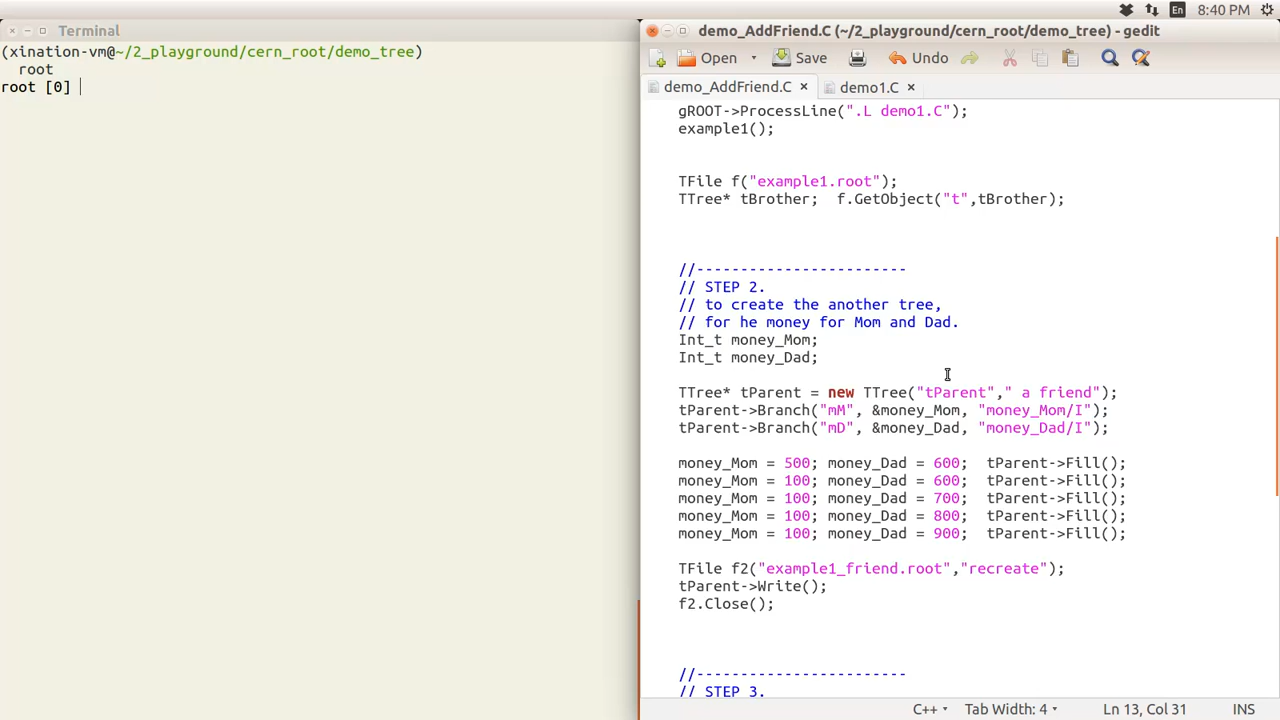 En 8:40 PM
Terminal
(xination-vm@~/2_playground/cern_root/demo_tree)
root
root [0]
demo_AddFriend.C (~/2_playground/cern_root/demo_tree) - gedit
Open Save Undo
demo_AddFriend.C × demo1.C ×
gROOT->ProcessLine(".L demo1.C");
example1();
TFile f("example1.root");
TTree* tBrother;  f.GetObject("t",tBrother);
//------------------------
// STEP 2.
// to create the another tree,
// for he money for Mom and Dad.
Int_t money_Mom;
Int_t money_Dad;
TTree* tParent = new TTree("tParent"," a friend");
tParent->Branch("mM", &money_Mom, "money_Mom/I");
tParent->Branch("mD", &money_Dad, "money_Dad/I");
money_Mom = 500; money_Dad = 600;  tParent->Fill();
money_Mom = 100; money_Dad = 600;  tParent->Fill();
money_Mom = 100; money_Dad = 700;  tParent->Fill();
money_Mom = 100; money_Dad = 800;  tParent->Fill();
money_Mom = 100; money_Dad = 900;  tParent->Fill();
TFile f2("example1_friend.root","recreate");
tParent->Write();
f2.Close();
//------------------------
// STEP 3.
C++ Tab Width: 4 Ln 13, Col 31 INS